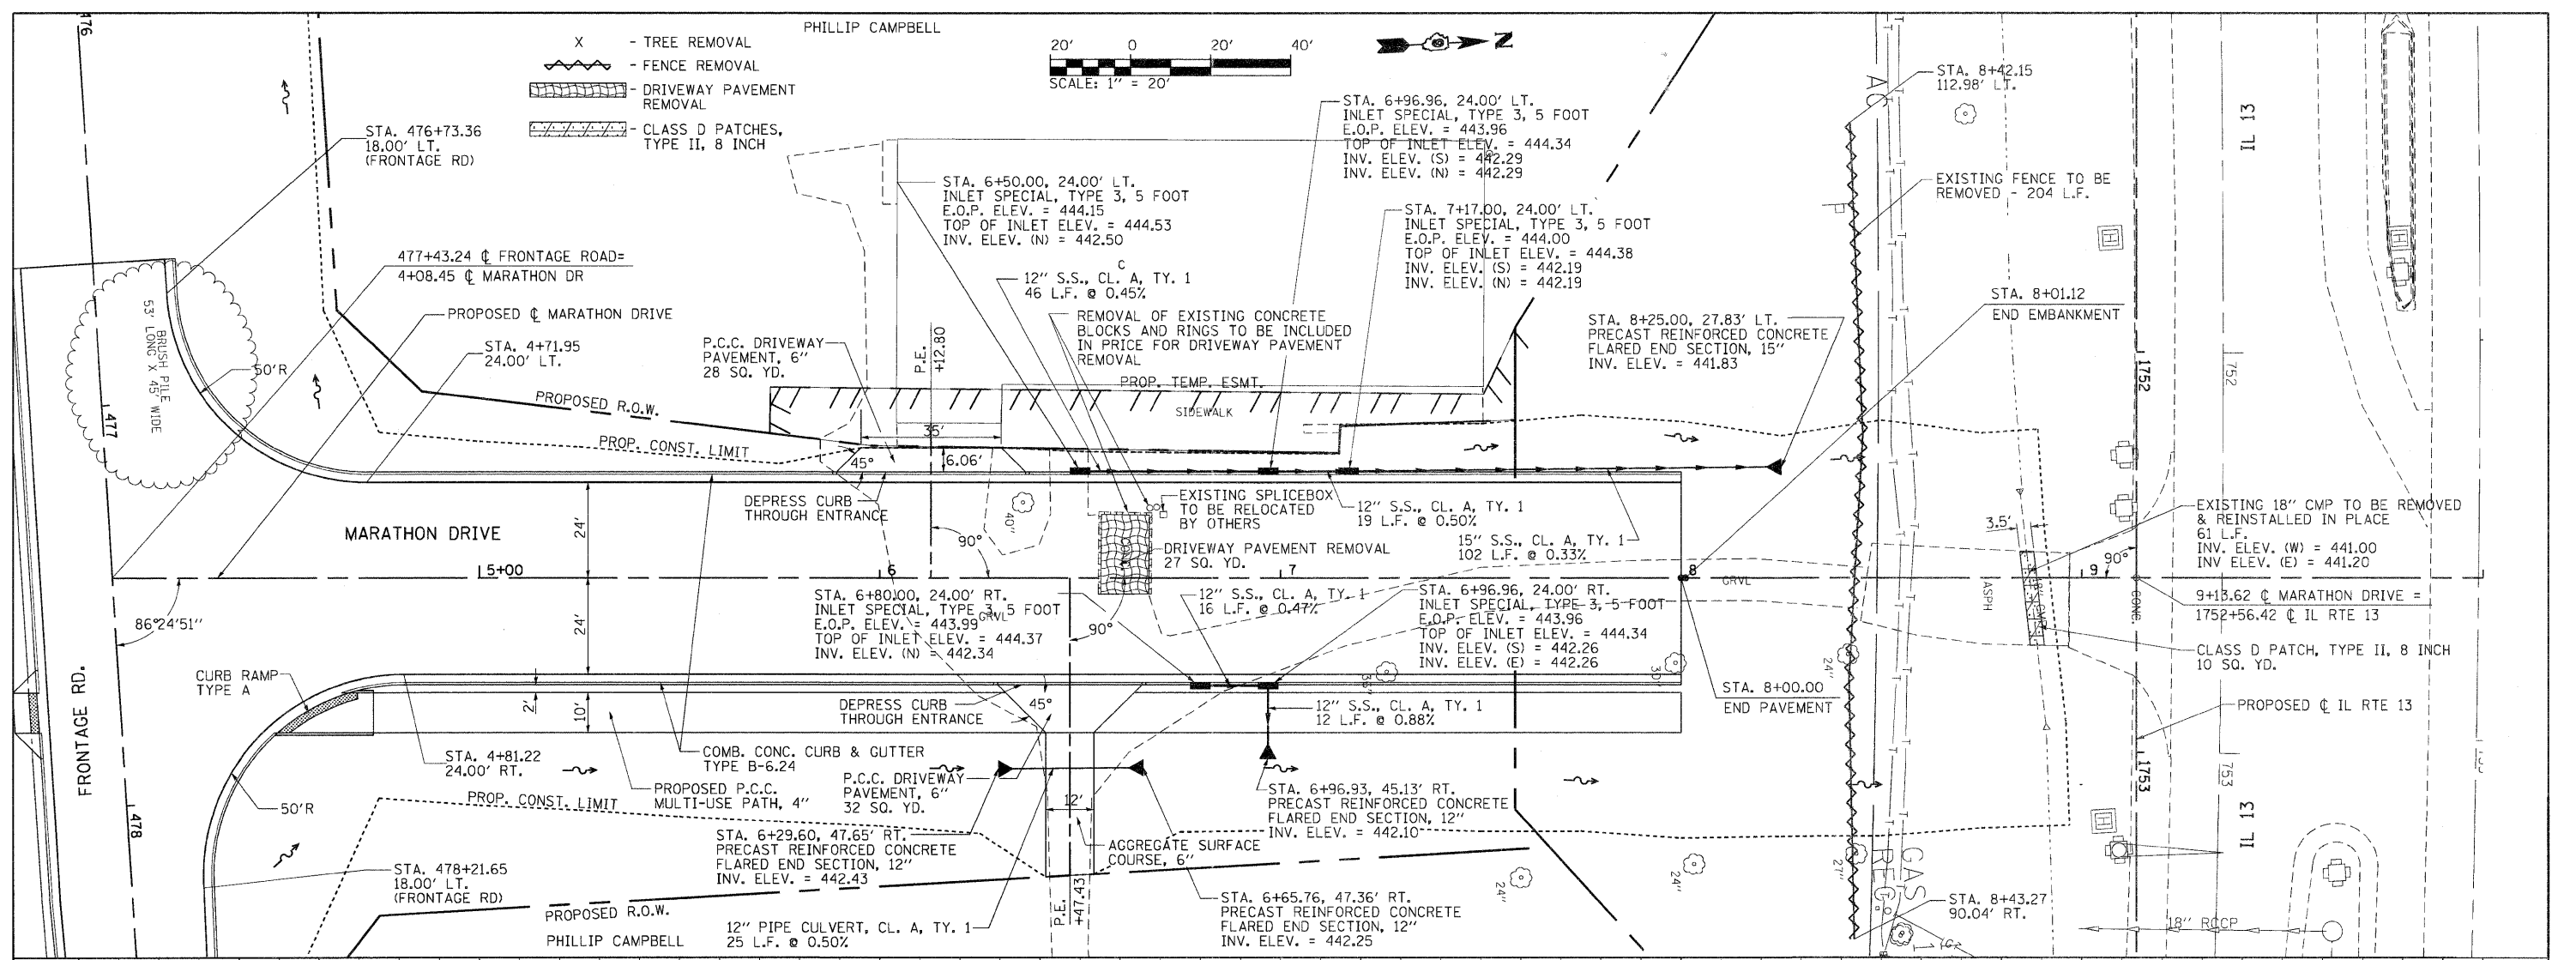 PHILLIP CAMPBELL
X - TREE REMOVAL
- FENCE REMOVAL
- DRIVEWAY PAVEMENT
REMOVAL
- CLASS D PATCHES,
TYPE II, 8 INCH
20' 0 20' 40'
SCALE: 1" = 20'
N
476
STA. 476+73.36
18.00' LT.
(FRONTAGE RD)
477+43.24 ℄ FRONTAGE ROAD=
4+08.45 ℄ MARATHON DR
PROPOSED ℄ MARATHON DRIVE
STA. 4+71.95
24.00' LT.
BRUSH PILE
53' LONG X 45' WIDE
50'R
477
PROPOSED R.O.W.
PROP. CONST. LIMIT
P.C.C. DRIVEWAY
PAVEMENT, 6"
28 SQ. YD.
P.E.
+12.80
STA. 6+50.00, 24.00' LT.
INLET SPECIAL, TYPE 3, 5 FOOT
E.O.P. ELEV. = 444.15
TOP OF INLET ELEV. = 444.53
INV. ELEV. (N) = 442.50
C
12" S.S., CL. A, TY. 1
46 L.F. @ 0.45%
REMOVAL OF EXISTING CONCRETE
BLOCKS AND RINGS TO BE INCLUDED
IN PRICE FOR DRIVEWAY PAVEMENT
REMOVAL
PROP. TEMP. ESMT.
SIDEWALK
STA. 6+96.96, 24.00' LT.
INLET SPECIAL, TYPE 3, 5 FOOT
E.O.P. ELEV. = 443.96
TOP OF INLET ELEV. = 444.34
INV. ELEV. (S) = 442.29
INV. ELEV. (N) = 442.29
STA. 7+17.00, 24.00' LT.
INLET SPECIAL, TYPE 3, 5 FOOT
E.O.P. ELEV. = 444.00
TOP OF INLET ELEV. = 444.38
INV. ELEV. (S) = 442.19
INV. ELEV. (N) = 442.19
STA. 8+25.00, 27.83' LT.
PRECAST REINFORCED CONCRETE
FLARED END SECTION, 15"
INV. ELEV. = 441.83
STA. 8+42.15
112.98' LT.
EXISTING FENCE TO BE
REMOVED - 204 L.F.
STA. 8+01.12
END EMBANKMENT
IL 13
H
H
1752
752
35'
45°
6.06'
DEPRESS CURB
THROUGH ENTRANCE
40"
90°
EXISTING SPLICEBOX
TO BE RELOCATED
BY OTHERS
DRIVEWAY PAVEMENT REMOVAL
27 SQ. YD.
12" S.S., CL. A, TY. 1
19 L.F. @ 0.50%
15" S.S., CL. A, TY. 1
102 L.F. @ 0.33%
3.5'
EXISTING 18" CMP TO BE REMOVED
& REINSTALLED IN PLACE
61 L.F.
INV. ELEV. (W) = 441.00
INV ELEV. (E) = 441.20
MARATHON DRIVE
24'
5+00
6
7
8
9
90°
GRVL
ASPH
18" CMP
CONC.
9+13.62 ℄ MARATHON DRIVE =
1752+56.42 ℄ IL RTE 13
CLASS D PATCH, TYPE II, 8 INCH
10 SQ. YD.
86°24'51"
24'
STA. 6+80.00, 24.00' RT.
INLET SPECIAL, TYPE 3, 5 FOOT
E.O.P. ELEV. = 443.99
TOP OF INLET ELEV. = 444.37
INV. ELEV. (N) = 442.34
GRVL
90°
12" S.S., CL. A, TY. 1
16 L.F. @ 0.47%
STA. 6+96.96, 24.00' RT.
INLET SPECIAL, TYPE 3, 5 FOOT
E.O.P. ELEV. = 443.96
TOP OF INLET ELEV. = 444.34
INV. ELEV. (S) = 442.26
INV. ELEV. (E) = 442.26
36"
30"
24"
STA. 8+00.00
END PAVEMENT
PROPOSED ℄ IL RTE 13
FRONTAGE RD.
CURB RAMP
TYPE A
2'
10'
DEPRESS CURB
THROUGH ENTRANCE
45°
12" S.S., CL. A, TY. 1
12 L.F. @ 0.88%
STA. 4+81.22
24.00' RT.
COMB. CONC. CURB & GUTTER
TYPE B-6.24
PROPOSED P.C.C.
MULTI-USE PATH, 4"
P.C.C. DRIVEWAY
PAVEMENT, 6"
32 SQ. YD.
50'R
478
PROP. CONST. LIMIT
12'
STA. 6+96.93, 45.13' RT.
PRECAST REINFORCED CONCRETE
FLARED END SECTION, 12"
INV. ELEV. = 442.10
STA. 6+29.60, 47.65' RT.
PRECAST REINFORCED CONCRETE
FLARED END SECTION, 12"
INV. ELEV. = 442.43
AGGREGATE SURFACE
COURSE, 6"
1753
753
H
IL 13
STA. 478+21.65
18.00' LT.
(FRONTAGE RD)
PROPOSED R.O.W.
PHILLIP CAMPBELL
12" PIPE CULVERT, CL. A, TY. 1
25 L.F. @ 0.50%
P.E.
+47.43
STA. 6+65.76, 47.36' RT.
PRECAST REINFORCED CONCRETE
FLARED END SECTION, 12"
INV. ELEV. = 442.25
24"
24"
27"
GAS
STA. 8+43.27
90.04' RT.
18" RCCP